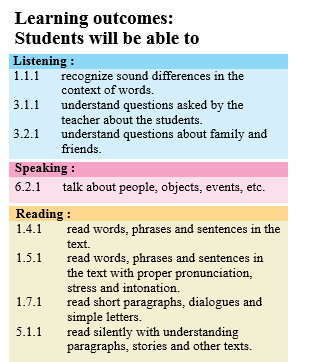 Learning outcomes:
Students will be able to
Listening :
1.1.1 recognize sound differences in the
context of words.
3.1.1 understand questions asked by the
teacher about the students.
3.2.1 understand questions about family and
friends.
Speaking :
6.2.1 talk about people, objects, events, etc.
Reading :
1.4.1 read words, phrases and sentences in the
text.
1.5.1 read words, phrases and sentences in
the text with proper pronunciation,
stress and intonation.
1.7.1 read short paragraphs, dialogues and
simple letters.
5.1.1 read silently with understanding
paragraphs, stories and other texts.